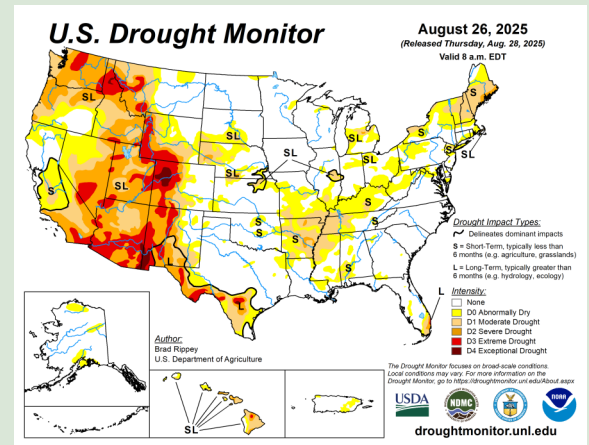 U.S. Drought Monitor
August 26, 2025
(Released Thursday, Aug. 28, 2025)
Valid 8 a.m. EDT
SL
S
SL
SL
SL
SL
SL
SL
S
S
S
SL
S
S
S
S
S
S
L
L
L
SL
Drought Impact Types:
Delineates dominant impacts
S = Short-Term, typically less than
6 months (e.g. agriculture, grasslands)
L = Long-Term, typically greater than
6 months (e.g. hydrology, ecology)
Intensity:
None
D0 Abnormally Dry
D1 Moderate Drought
D2 Severe Drought
D3 Extreme Drought
D4 Exceptional Drought
Author:
Brad Rippey
U.S. Department of Agriculture
The Drought Monitor focuses on broad-scale conditions.
Local conditions may vary. For more information on the
Drought Monitor, go to https://droughtmonitor.unl.edu/About.aspx
USDA
NDMC
NOAA
droughtmonitor.unl.edu